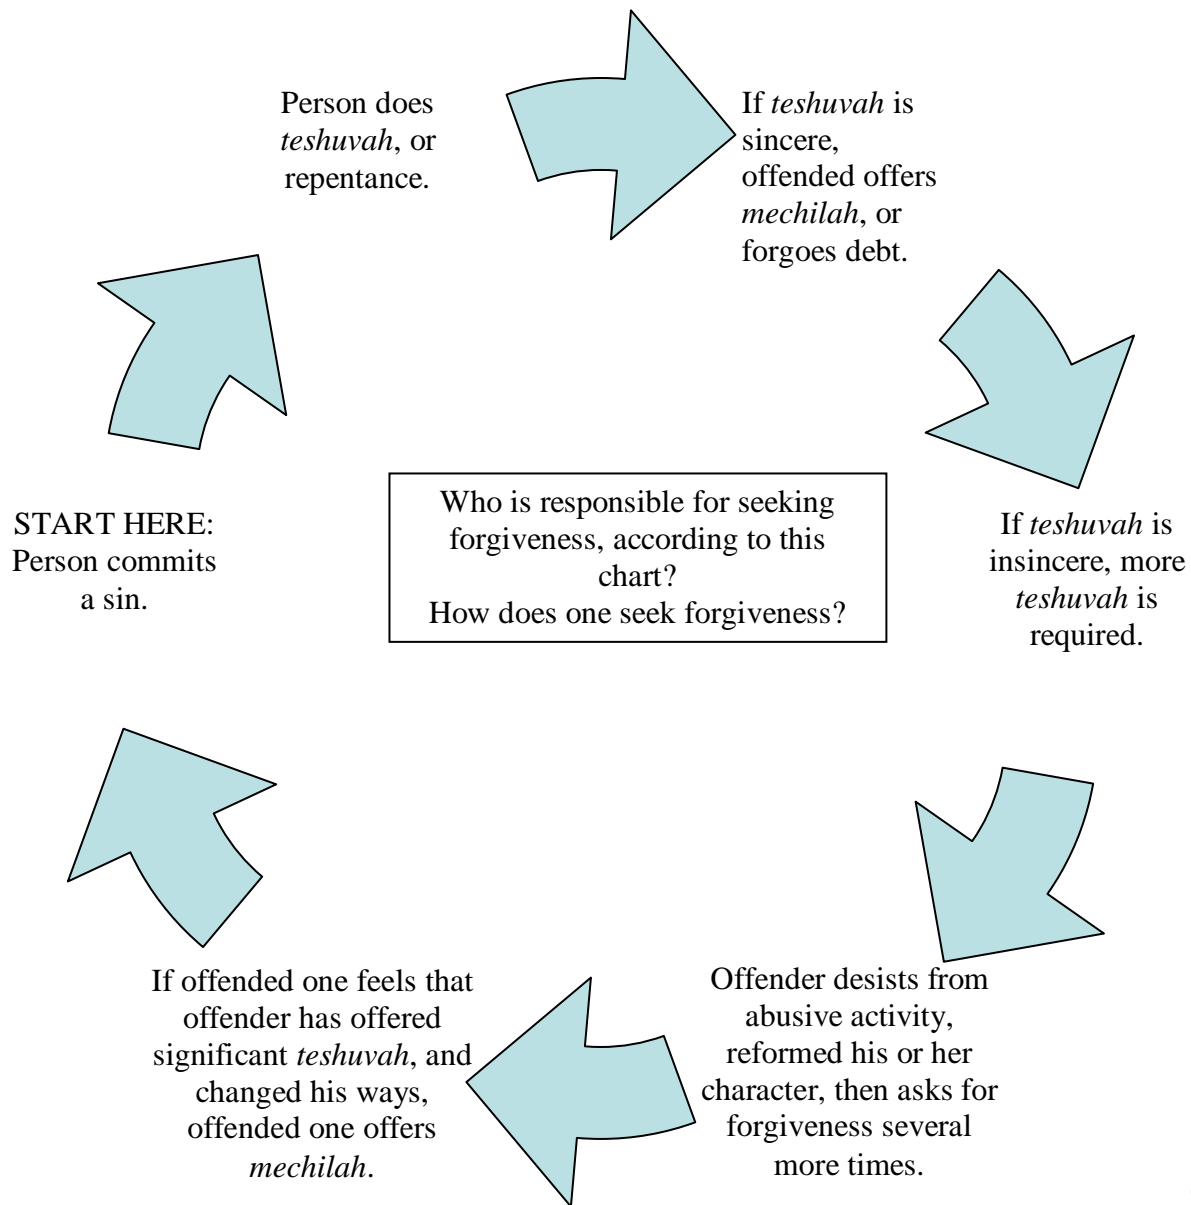 START HERE:
Person commits
a sin.
Person does
teshuvah, or
repentance.
If teshuvah is
sincere,
offended offers
mechilah, or
forgoes debt.
If teshuvah is
insincere, more
teshuvah is
required.
Offender desists from
abusive activity,
reformed his or her
character, then asks for
forgiveness several
more times.
If offended one feels that
offender has offered
significant teshuvah, and
changed his ways,
offended one offers
mechilah.
Who is responsible for seeking
forgiveness, according to this
chart?
How does one seek forgiveness?